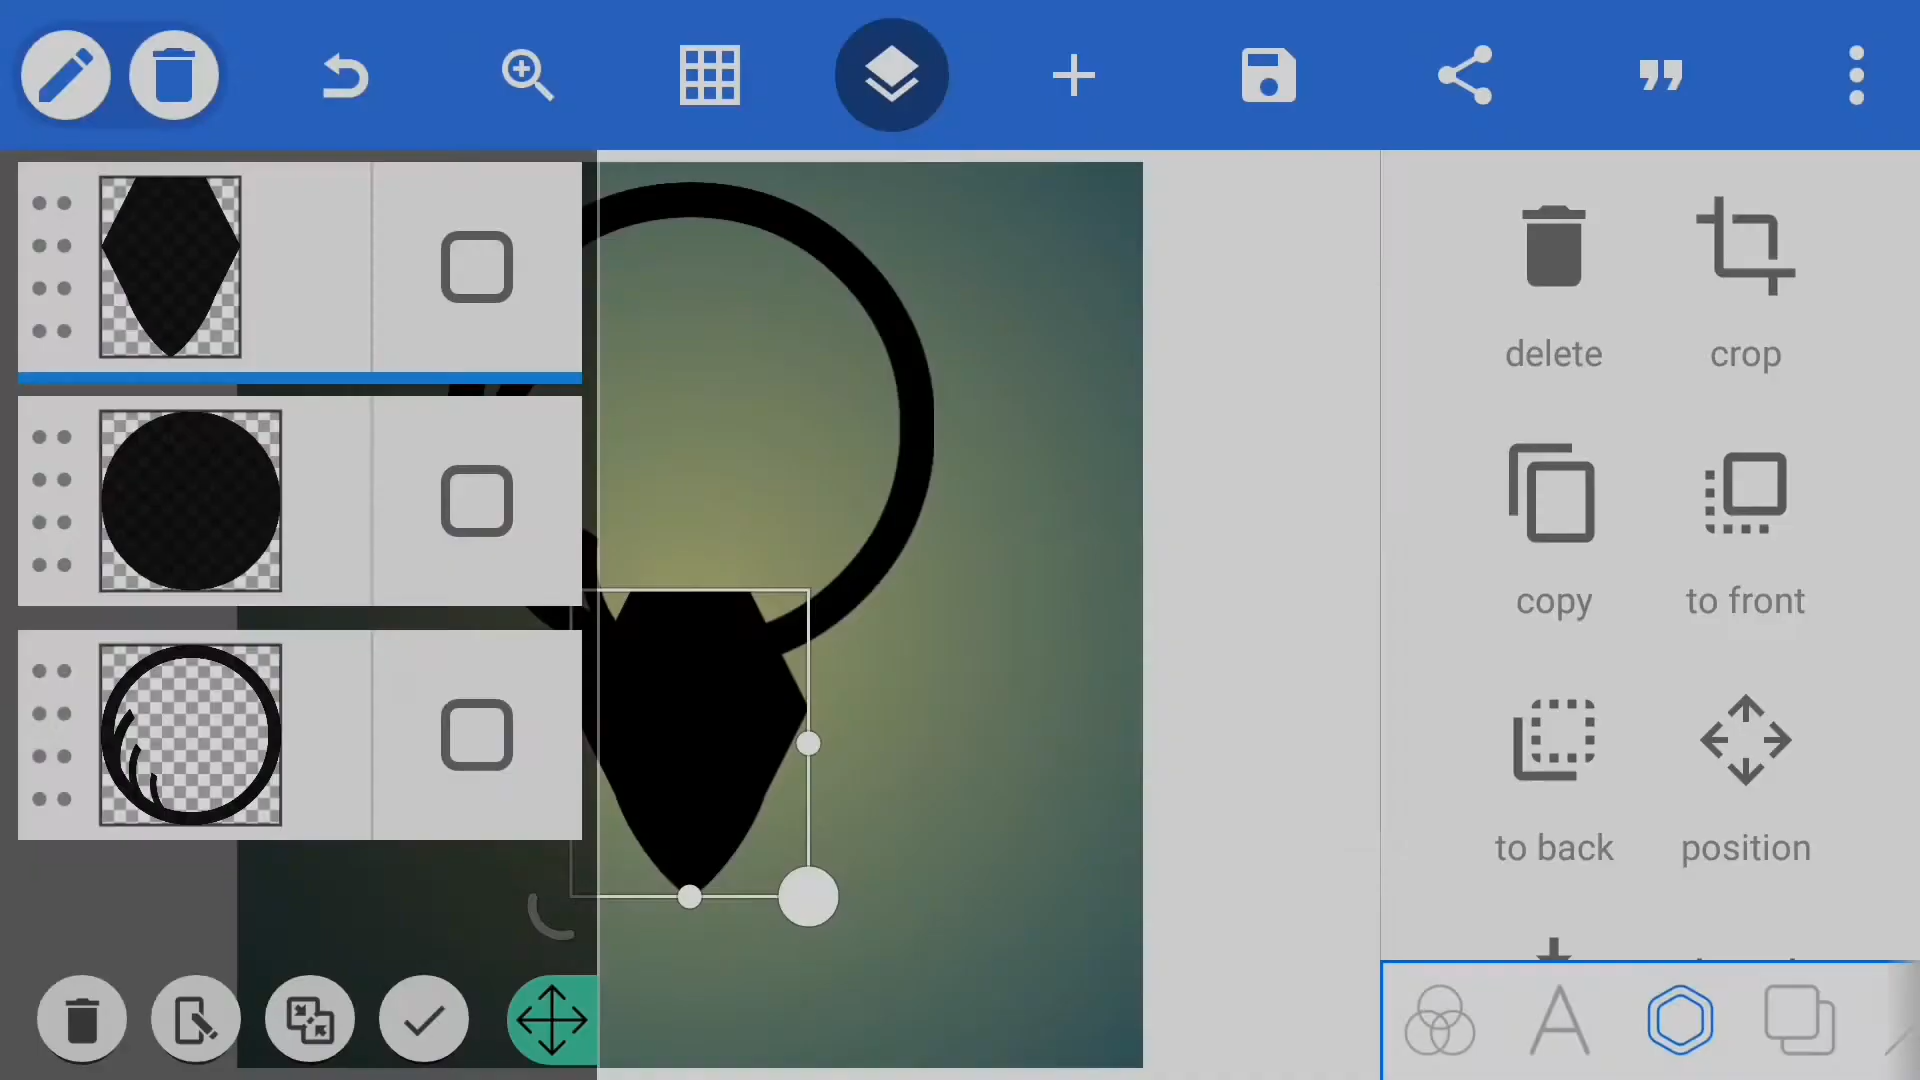 delete
crop
copy
to front
to back
position